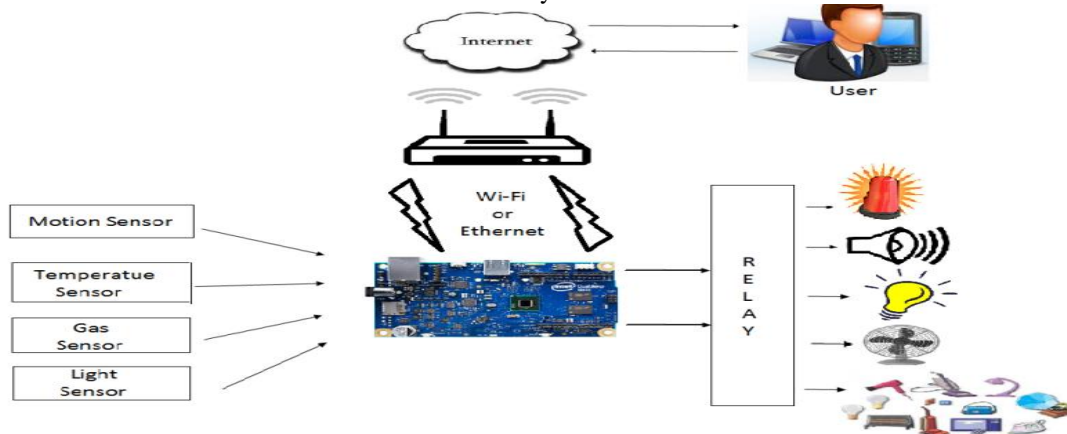 Internet
User
Wi-Fi
or
Ethernet
Motion Sensor
Temperatue
Sensor
Gas
Sensor
Light
Sensor
R
E
L
A
Y